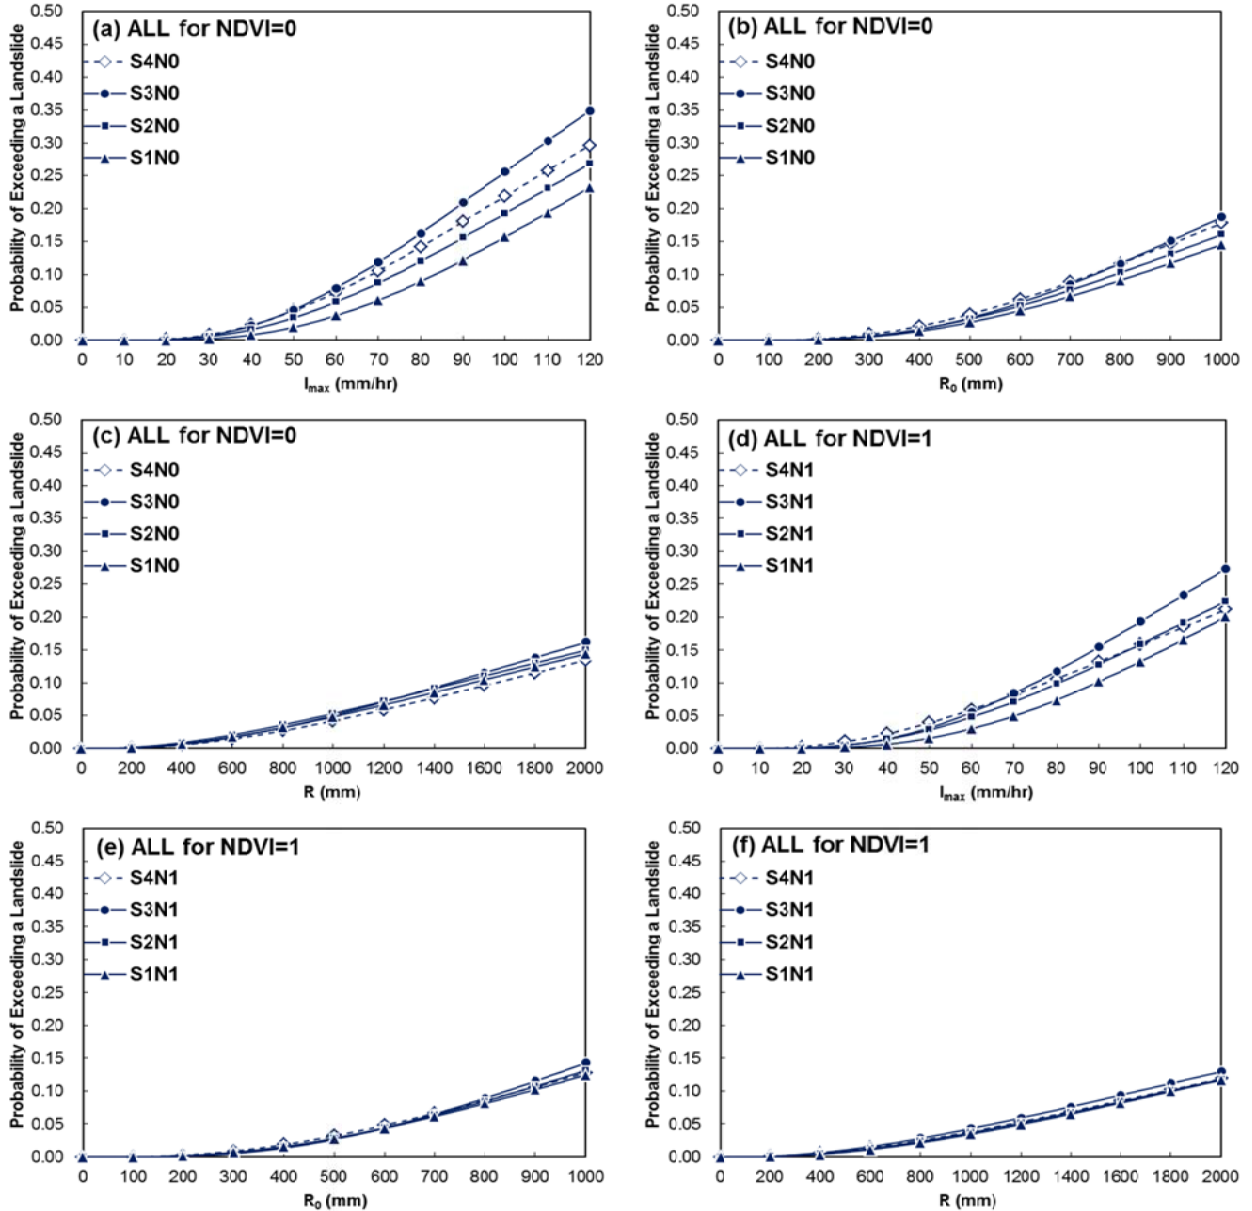 (a) ALL for NDVI=0
S4N0
S3N0
S2N0
S1N0
Probability of Exceeding a Landslide
0.50
0.45
0.40
0.35
0.30
0.25
0.20
0.15
0.10
0.05
0.00
0 10 20 30 40 50 60 70 80 90 100 110 120
Imax (mm/hr)
(b) ALL for NDVI=0
S4N0
S3N0
S2N0
S1N0
Probability of Exceeding a Landslide
0.50
0.45
0.40
0.35
0.30
0.25
0.20
0.15
0.10
0.05
0.00
0 100 200 300 400 500 600 700 800 900 1000
R0 (mm)
(c) ALL for NDVI=0
S4N0
S3N0
S2N0
S1N0
Probability of Exceeding a Landslide
0.50
0.45
0.40
0.35
0.30
0.25
0.20
0.15
0.10
0.05
0.00
0 200 400 600 800 1000 1200 1400 1600 1800 2000
R (mm)
(d) ALL for NDVI=1
S4N1
S3N1
S2N1
S1N1
Probability of Exceeding a Landslide
0.50
0.45
0.40
0.35
0.30
0.25
0.20
0.15
0.10
0.05
0.00
0 10 20 30 40 50 60 70 80 90 100 110 120
Imax (mm/hr)
(e) ALL for NDVI=1
S4N1
S3N1
S2N1
S1N1
Probability of Exceeding a Landslide
0.50
0.45
0.40
0.35
0.30
0.25
0.20
0.15
0.10
0.05
0.00
0 100 200 300 400 500 600 700 800 900 1000
R0 (mm)
(f) ALL for NDVI=1
S4N1
S3N1
S2N1
S1N1
Probability of Exceeding a Landslide
0.50
0.45
0.40
0.35
0.30
0.25
0.20
0.15
0.10
0.05
0.00
0 200 400 600 800 1000 1200 1400 1600 1800 2000
R (mm)